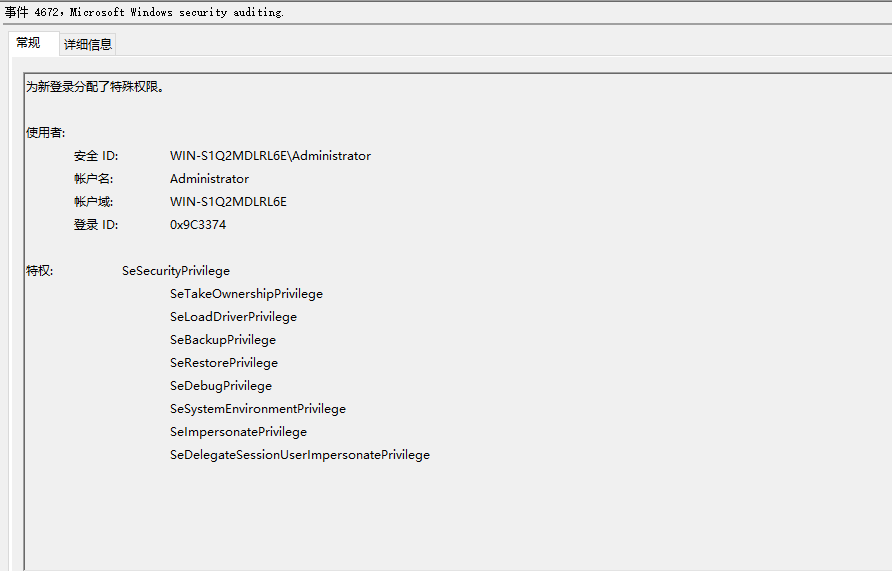 事件 4672，Microsoft Windows security auditing.
常规 详细信息
为新登录分配了特殊权限。
使用者:
安全 ID: WIN-S1Q2MDLRL6E\Administrator
帐户名: Administrator
帐户域: WIN-S1Q2MDLRL6E
登录 ID: 0x9C3374
特权: SeSecurityPrivilege
SeTakeOwnershipPrivilege
SeLoadDriverPrivilege
SeBackupPrivilege
SeRestorePrivilege
SeDebugPrivilege
SeSystemEnvironmentPrivilege
SeImpersonatePrivilege
SeDelegateSessionUserImpersonatePrivilege